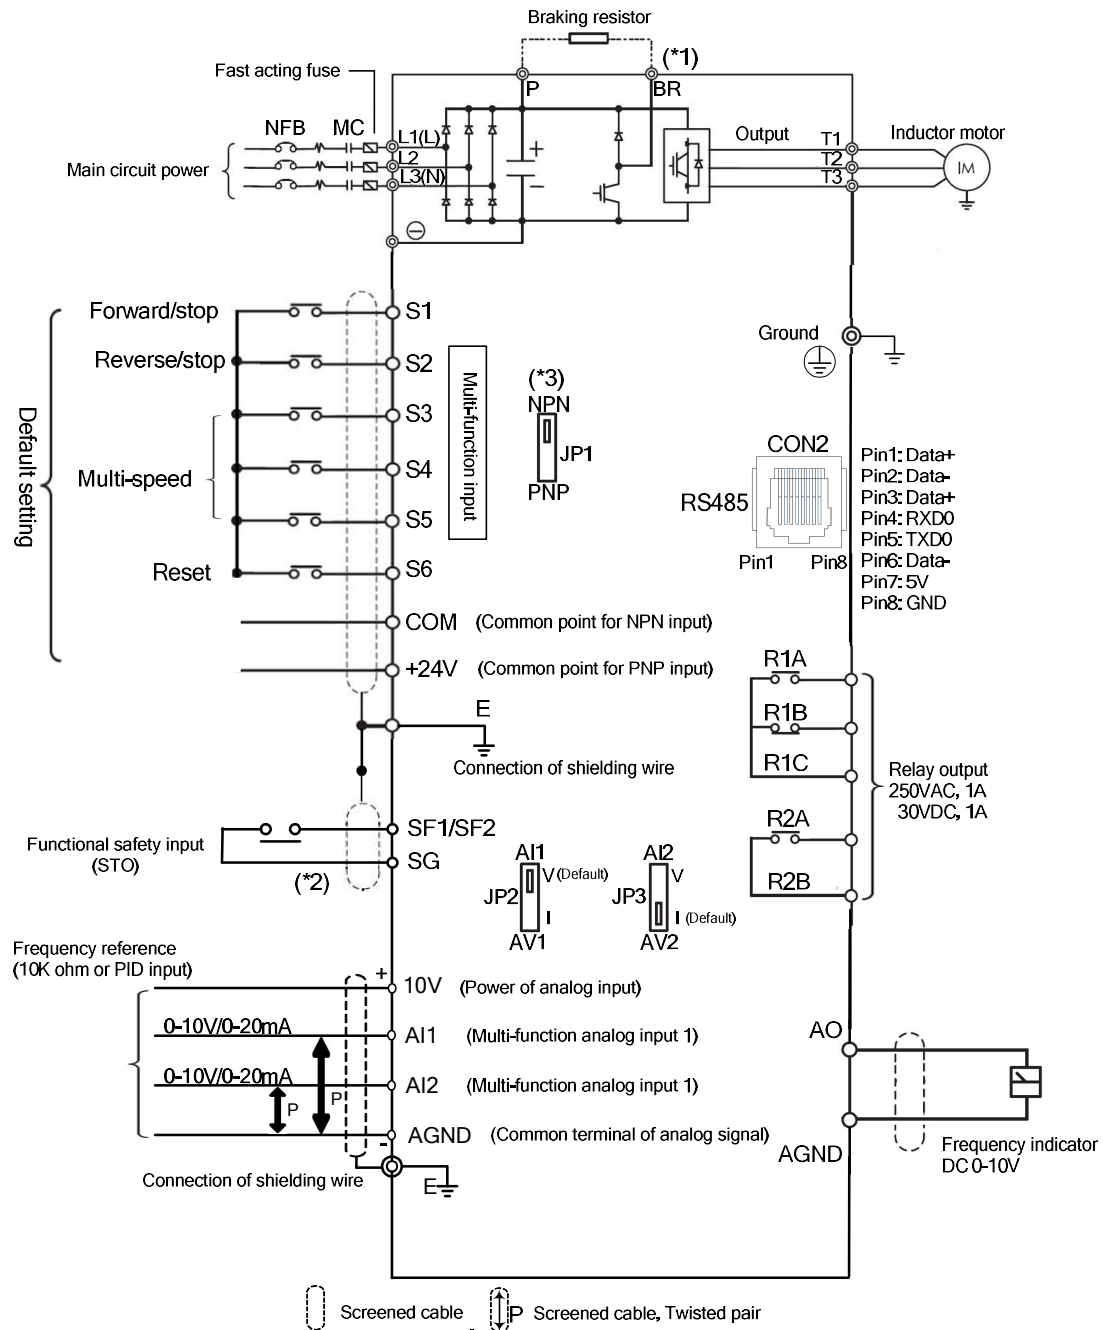 Braking resistor
(*1)
Fast acting fuse
P
BR
NFB
MC
L1(L)
Output
T1
Inductor motor
Main circuit power
L2
T2
IM
L3(N)
T3
+
−
⊖
Forward/stop
S1
Ground
Reverse/stop
S2
(*3)
S3
NPN
Default setting
Multi-function input
JP1
CON2
Pin1: Data+
Multi-speed
S4
PNP
RS485
Pin2: Data-
Pin3: Data+
Pin4: RXD0
S5
Pin5: TXD0
Pin1
Pin8
Pin6: Data-
Reset
S6
Pin7: 5V
Pin8: GND
COM (Common point for NPN input)
+24V (Common point for PNP input)
R1A
E
R1B
Connection of shielding wire
R1C
Relay output
250VAC, 1A
30VDC, 1A
R2A
Functional safety input
(STO)
SF1/SF2
SG
(*2)
AI1
V (Default)
JP2
I
AV1
AI2
V
JP3
I (Default)
AV2
R2B
Frequency reference
(10K ohm or PID input)
+
10V (Power of analog input)
0-10V/0-20mA
AI1 (Multi-function analog input 1)
AO
0-10V/0-20mA
AI2 (Multi-function analog input 1)
P
P
-
AGND (Common terminal of analog signal)
AGND
Frequency indicator
DC 0-10V
Connection of shielding wire
E
Screened cable
P Screened cable, Twisted pair